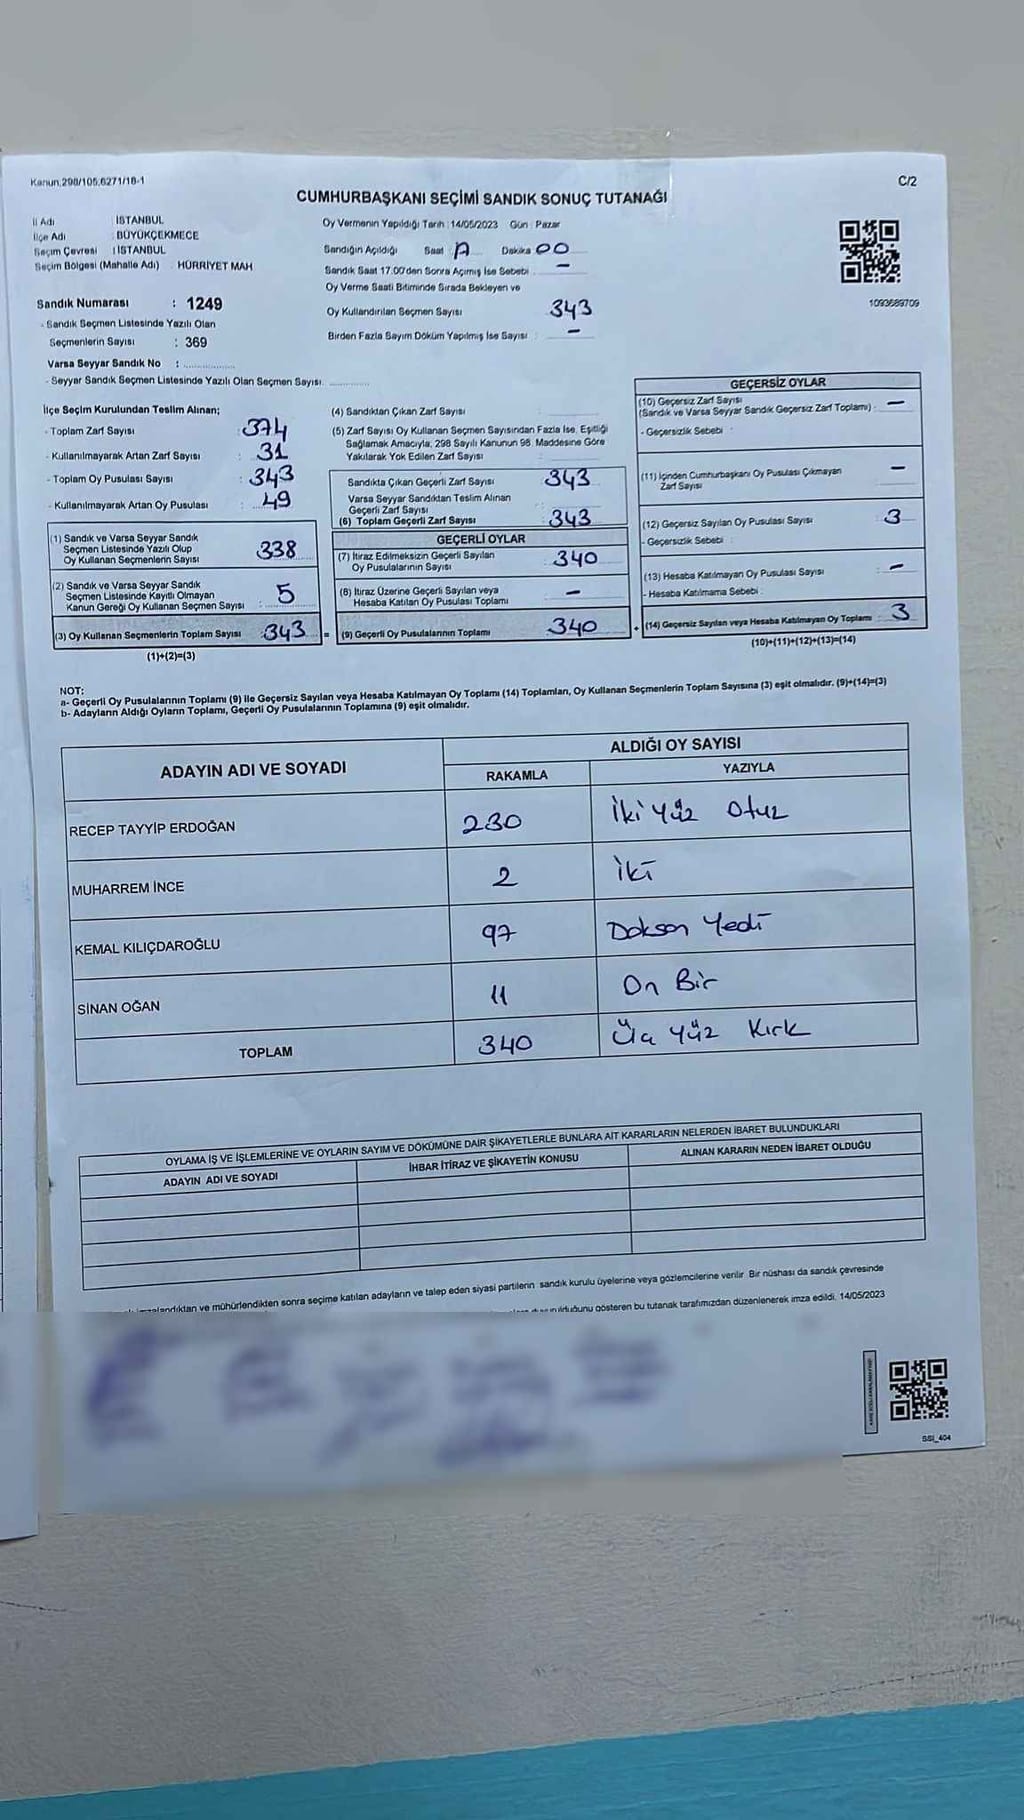 Kanun.298/105,6271/18-1
C/2
CUMHURBAŞKANI SEÇİMİ SANDIK SONUÇ TUTANAĞI
İl Adı : İSTANBUL
İlçe Adı : BÜYÜKÇEKMECE
Seçim Çevresi : İSTANBUL
Seçim Bölgesi (Mahalle Adı) : HÜRRİYET MAH
Oy Vermenin Yapıldığı Tarih : 14/05/2023 Gün : Pazar
Sandığın Açıldığı Saat Dakika 00
Sandık Saat 17.00'den Sonra Açımış İse Sebebi : –
Oy Verme Saati Bitiminde Sırada Bekleyen ve
Oy Kullandırılan Seçmen Sayısı 343
Birden Fazla Sayım Döküm Yapılmış İse Sayısı : –
1093689709
Sandık Numarası : 1249
- Sandık Seçmen Listesinde Yazılı Olan
Seçmenlerin Sayısı : 369
Varsa Seyyar Sandık No :
- Seyyar Sandık Seçmen Listesinde Yazılı Olan Seçmen Sayısı.
İlçe Seçim Kurulundan Teslim Alınan;
- Toplam Zarf Sayısı : 374
- Kullanılmayarak Artan Zarf Sayısı : 31
- Toplam Oy Pusulası Sayısı : 343
- Kullanılmayarak Artan Oy Pusulası : 49
(1) Sandık ve Varsa Seyyar Sandık
Seçmen Listesinde Yazılı Olup
Oy Kullanan Seçmenlerin Sayısı 338
(2) Sandık ve Varsa Seyyar Sandık
Seçmen Listesinde Kayıtlı Olmayan
Kanun Gereği Oy Kullanan Seçmen Sayısı : 5
(3) Oy Kullanan Seçmenlerin Toplam Sayısı : 343 =
(1)+(2)=(3)
(4) Sandıktan Çıkan Zarf Sayısı :
(5) Zarf Sayısı Oy Kullanan Seçmen Sayısından Fazla İse, Eşitliği
Sağlamak Amacıyla; 298 Sayılı Kanunun 98. Maddesine Göre
Yakılarak Yok Edilen Zarf Sayısı :
Sandıkta Çıkan Geçerli Zarf Sayısı 343
Varsa Seyyar Sandıktan Teslim Alınan
Geçerli Zarf Sayısı :
(6) Toplam Geçerli Zarf Sayısı : 343
GEÇERLİ OYLAR
(7) İtiraz Edilmeksizin Geçerli Sayılan
Oy Pusulalarının Sayısı : 340
(8) İtiraz Üzerine Geçerli Sayılan veya
Hesaba Katılan Oy Pusulası Toplamı : –
(9) Geçerli Oy Pusulalarının Toplamı : 340 +
GEÇERSİZ OYLAR
(10) Geçersiz Zarf Sayısı
(Sandık ve Varsa Seyyar Sandık Geçersiz Zarf Toplamı) : –
- Geçersizlik Sebebi :
(11) İçinden Cumhurbaşkanı Oy Pusulası Çıkmayan
Zarf Sayısı : –
(12) Geçersiz Sayılan Oy Pusulası Sayısı : 3
- Geçersizlik Sebebi :
(13) Hesaba Katılmayan Oy Pusulası Sayısı : –
- Hesaba Katılmama Sebebi :
(14) Geçersiz Sayılan veya Hesaba Katılmayan Oy Toplamı : 3
(10)+(11)+(12)+(13)=(14)
NOT:
a- Geçerli Oy Pusulalarının Toplamı (9) ile Geçersiz Sayılan veya Hesaba Katılmayan Oy Toplamı (14) Toplamları, Oy Kullanan Seçmenlerin Toplam Sayısına (3) eşit olmalıdır. (9)+(14)=(3)
b- Adayların Aldığı Oyların Toplamı, Geçerli Oy Pusulalarının Toplamına (9) eşit olmalıdır.
ADAYIN ADI VE SOYADI
ALDIĞI OY SAYISI
RAKAMLA YAZIYLA
RECEP TAYYİP ERDOĞAN 230 İki Yüz Otuz
MUHARREM İNCE 2 İki
KEMAL KILIÇDAROĞLU 97 Doksan Yedi
SİNAN OĞAN 11 On Bir
TOPLAM 340 Üç Yüz Kırk
OYLAMA İŞ VE İŞLEMLERİNE VE OYLARIN SAYIM VE DÖKÜMÜNE DAİR ŞİKAYETLERLE BUNLARA AİT KARARLARIN NELERDEN İBARET BULUNDUKLARI
ADAYIN ADI VE SOYADI İHBAR İTİRAZ VE ŞİKAYETİN KONUSU ALINAN KARARIN NEDEN İBARET OLDUĞU
ve mühürlendikten sonra seçime katılan adayların ve talep eden siyasi partilerin sandık kurulu üyelerine veya gözlemcilerine verilir. Bir nüshası da sandık çevresinde
gösteren bu tutanak tarafımızdan düzenlenerek imza edildi. 14/05/2023
SSI_404